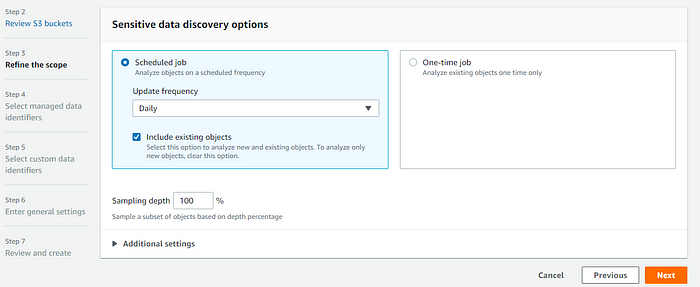 Step 2
Review S3 buckets
Step 3
Refine the scope
Step 4
Select managed data
identifiers
Step 5
Select custom data
identifiers
Step 6
Enter general settings
Step 7
Review and create
Sensitive data discovery options
Scheduled job
Analyze objects on a scheduled frequency
Update frequency
Daily
Include existing objects
Select this option to analyze new and existing objects. To analyze only
new objects, clear this option.
One-time job
Analyze existing objects one time only
Sampling depth 100 %
Sample a subset of objects based on depth percentage
Additional settings
Cancel Previous Next